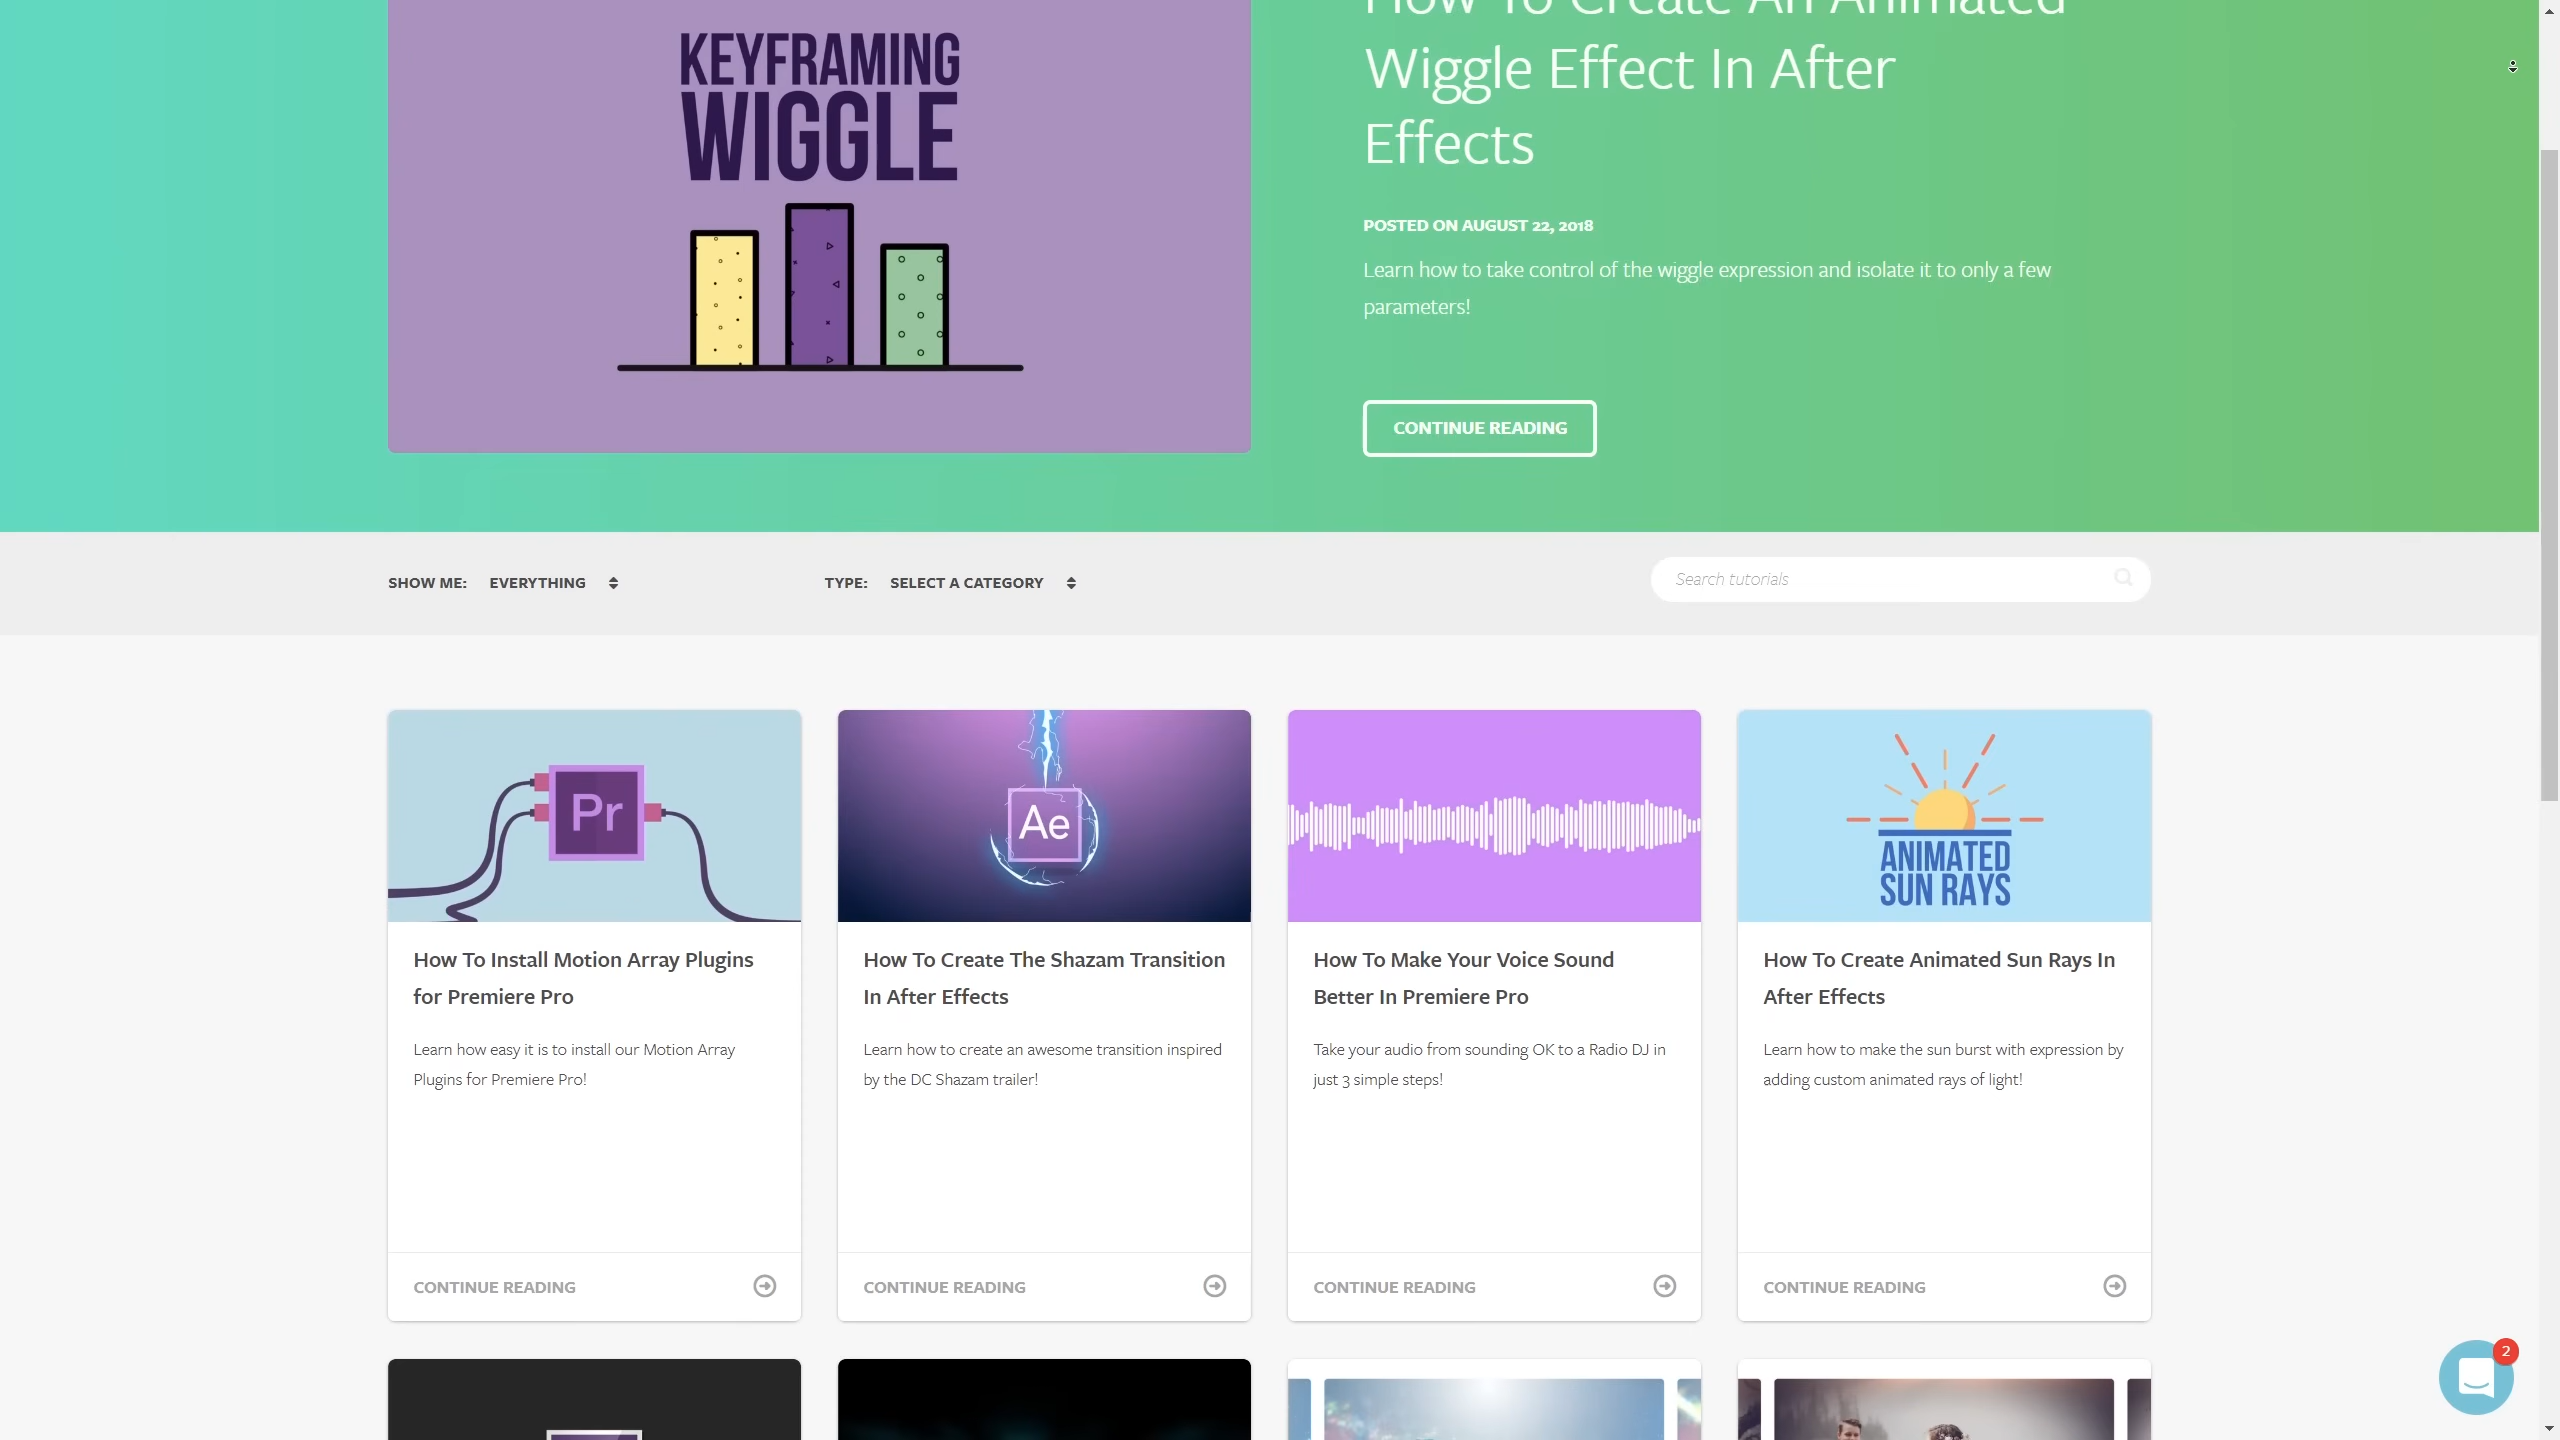 How To Create An Animated
Wiggle Effect In After
Effects
KEYFRAMING
WIGGLE
POSTED ON AUGUST 22, 2018
Learn how to take control of the wiggle expression and isolate it to only a few
parameters!
CONTINUE READING
SHOW ME: EVERYTHING
TYPE: SELECT A CATEGORY
Search tutorials
Pr
How To Install Motion Array Plugins
for Premiere Pro
Learn how easy it is to install our Motion Array
Plugins for Premiere Pro!
CONTINUE READING
Ae
How To Create The Shazam Transition
In After Effects
Learn how to create an awesome transition inspired
by the DC Shazam trailer!
CONTINUE READING
How To Make Your Voice Sound
Better In Premiere Pro
Take your audio from sounding OK to a Radio DJ in
just 3 simple steps!
CONTINUE READING
ANIMATED
SUN RAYS
How To Create Animated Sun Rays In
After Effects
Learn how to make the sun burst with expression by
adding custom animated rays of light!
CONTINUE READING
2